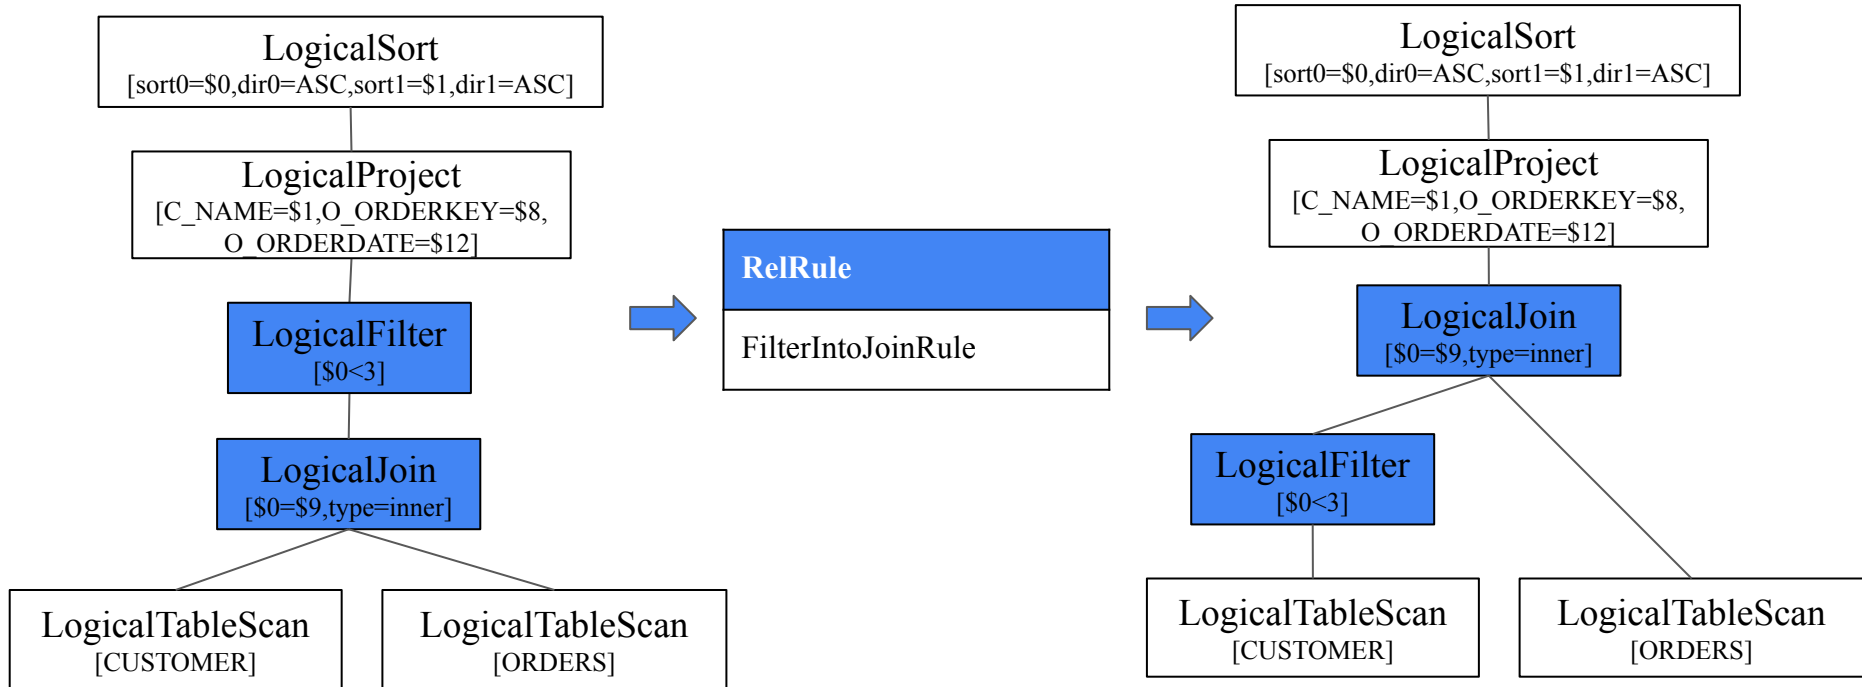 LogicalSort
[sort0=$0,dir0=ASC,sort1=$1,dir1=ASC]
LogicalProject
[C_NAME=$1,O_ORDERKEY=$8,
O_ORDERDATE=$12]
LogicalFilter
[$0<3]
LogicalJoin
[$0=$9,type=inner]
LogicalTableScan
[CUSTOMER]
LogicalTableScan
[ORDERS]
RelRule
FilterIntoJoinRule
LogicalSort
[sort0=$0,dir0=ASC,sort1=$1,dir1=ASC]
LogicalProject
[C_NAME=$1,O_ORDERKEY=$8,
O_ORDERDATE=$12]
LogicalJoin
[$0=$9,type=inner]
LogicalFilter
[$0<3]
LogicalTableScan
[CUSTOMER]
LogicalTableScan
[ORDERS]